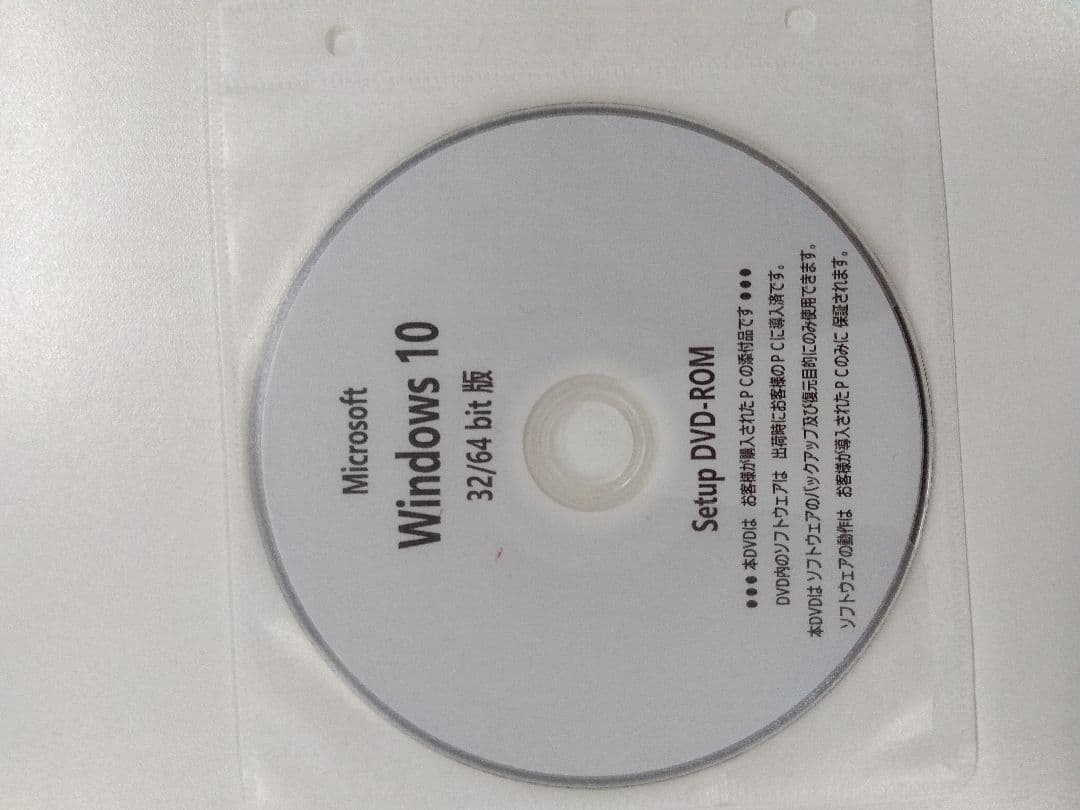 Microsoft
Windows 10
32/64 bit 版
Setup DVD-ROM
●●● 本DVDは お客様が購入されたPCの添付品です ●●●
DVD内のソフトウェアは 出荷時にお客様のPCに導入済です。
本DVDはソフトウェアのバックアップ及び復元目的にのみ使用できます。
ソフトウェアの動作は お客様が導入されたPCのみに 保証されます。